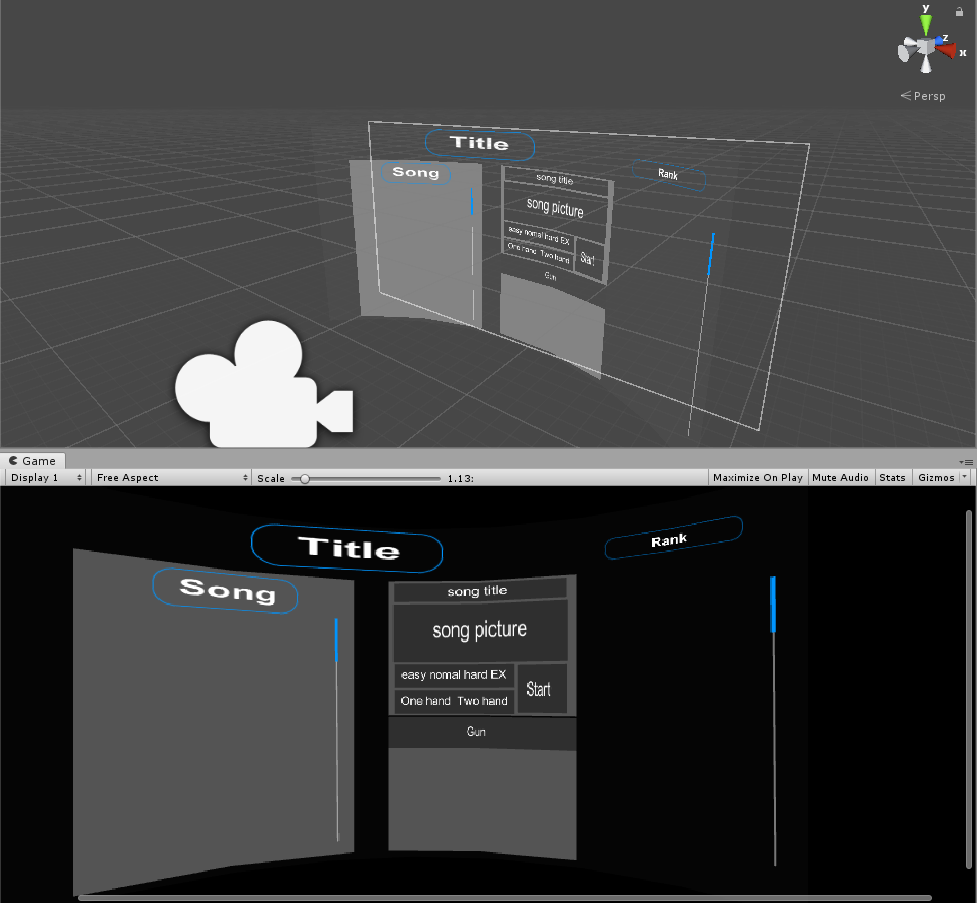 y
z
x
Persp
Title
Song
song title
Rank
song picture
easy nomal hard EX
One hand Two hand
Start
Gun
Game
Display 1 Free Aspect Scale 1.13: Maximize On Play Mute Audio Stats Gizmos
Title
Rank
Song
song title
song picture
easy nomal hard EX
Start
One hand Two hand
Gun